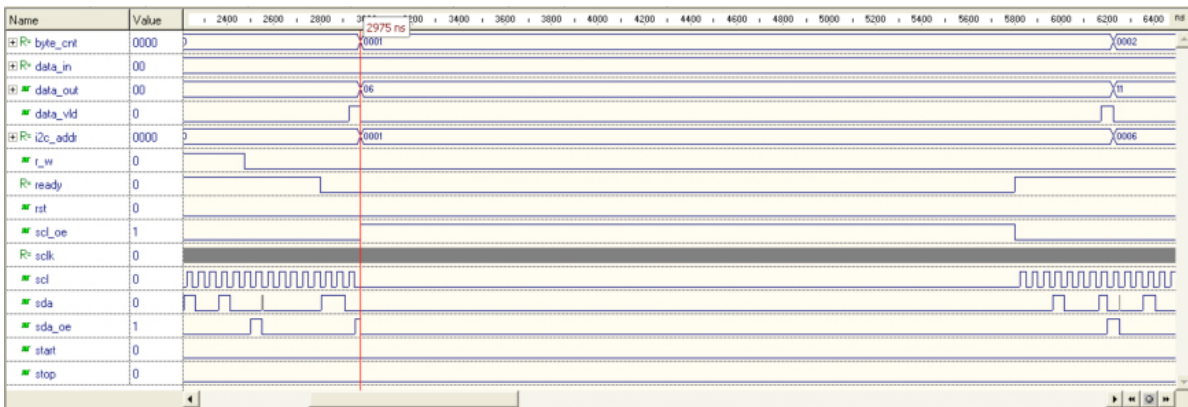 Name Value 2400 2600 2800 3200 3400 3600 3800 4000 4200 4400 4600 4800 5000 5200 5400 5600 5800 6000 6200 6400 ns
2975 ns
byte_cnt 0000 0001 0002
data_in 00
data_out 00 06 11
data_vld 0
i2c_addr 0000 0001 0006
r_w 0
ready 0
rst 0
scl_oe 1
sclk 0
scl 0
sda 0
sda_oe 1
start 0
stop 0